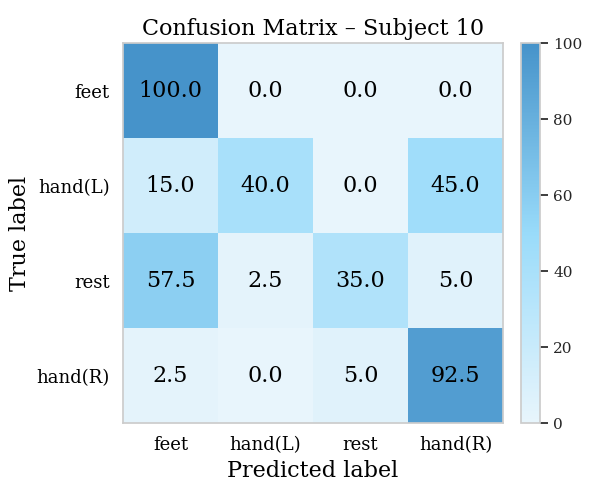 Confusion Matrix – Subject 10
feet 100.0 0.0 0.0 0.0
hand(L) 15.0 40.0 0.0 45.0
rest 57.5 2.5 35.0 5.0
hand(R) 2.5 0.0 5.0 92.5
feet hand(L) rest hand(R)
Predicted label
True label
100
80
60
40
20
0